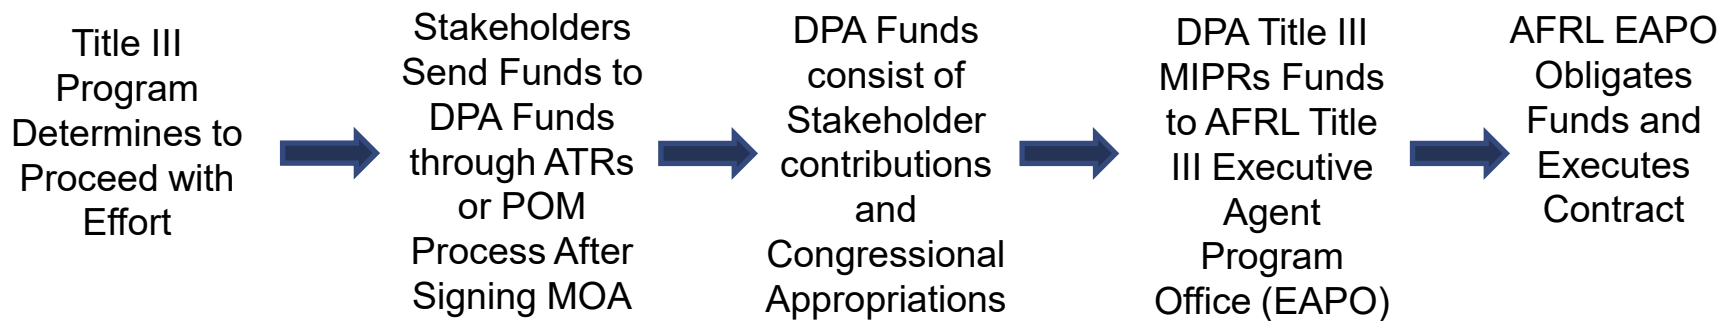 Title III
Program
Determines to
Proceed with
Effort
Stakeholders
Send Funds to
DPA Funds
through ATRs
or POM
Process After
Signing MOA
DPA Funds
consist of
Stakeholder
contributions
and
Congressional
Appropriations
DPA Title III
MIPRs Funds
to AFRL Title
III Executive
Agent
Program
Office (EAPO)
AFRL EAPO
Obligates
Funds and
Executes
Contract